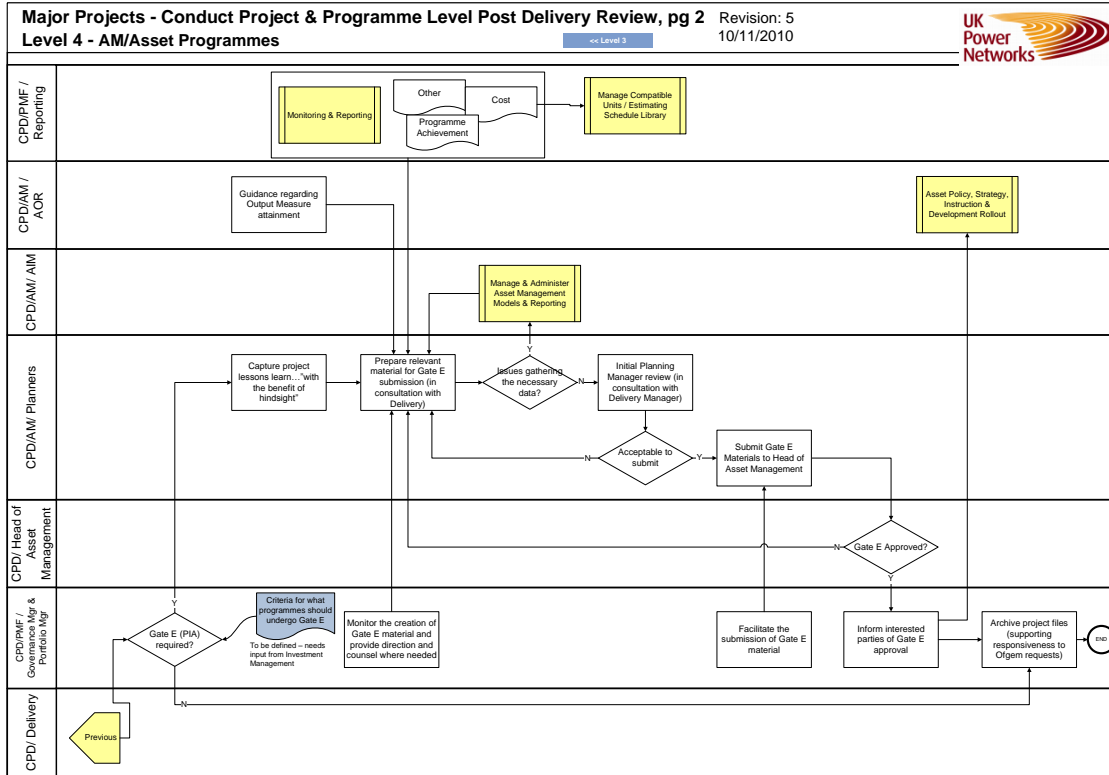 Major Projects - Conduct Project & Programme Level Post Delivery Review, pg 2
Level 4 - AM/Asset Programmes
<< Level 3
Revision: 5
10/11/2010
UK
Power
Networks
CPD/PMF /
Reporting
Monitoring & Reporting
Other
Cost
Programme
Achievement
Manage Compatible
Units / Estimating
Schedule Library
CPD/AM /
AOR
Guidance regarding
Output Measure
attainment
Asset Policy, Strategy,
Instruction &
Development Rollout
CPD/AM/ AIM
Manage & Administer
Asset Management
Models & Reporting
CPD/AM/ Planners
Capture project
lessons learn…"with
the benefit of
hindsight"
Prepare relevant
material for Gate E
submission (in
consultation with
Delivery)
Y
Issues gathering
the necessary
data?
N
Initial Planning
Manager review (in
consultation with
Delivery Manager)
N
Acceptable to
submit
Y
Submit Gate E
Materials to Head of
Asset Management
CPD/ Head of
Asset
Management
N
Gate E Approved?
Y
CPD/PMF /
Governance Mgr &
Portfolio Mgr
Y
Gate E (PIA)
required?
Criteria for what
programmes should
undergo Gate E
To be defined – needs
input from Investment
Management
Monitor the creation of
Gate E material and
provide direction and
counsel where needed
Facilitate the
submission of Gate E
material
Inform interested
parties of Gate E
approval
Archive project files
(supporting
responsiveness to
Ofgem requests)
END
CPD/ Delivery
N
Previous